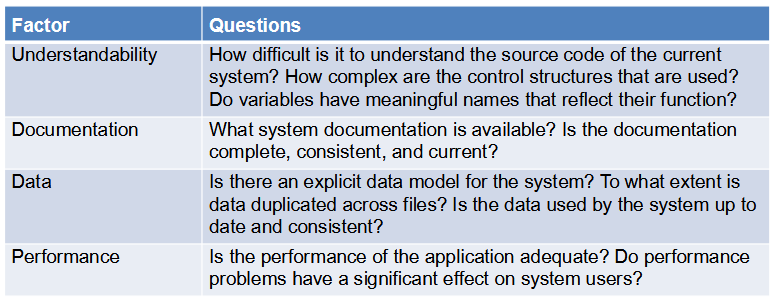 Factor Questions
Understandability How difficult is it to understand the source code of the current
system? How complex are the control structures that are used?
Do variables have meaningful names that reflect their function?
Documentation What system documentation is available? Is the documentation
complete, consistent, and current?
Data Is there an explicit data model for the system? To what extent is
data duplicated across files? Is the data used by the system up to
date and consistent?
Performance Is the performance of the application adequate? Do performance
problems have a significant effect on system users?